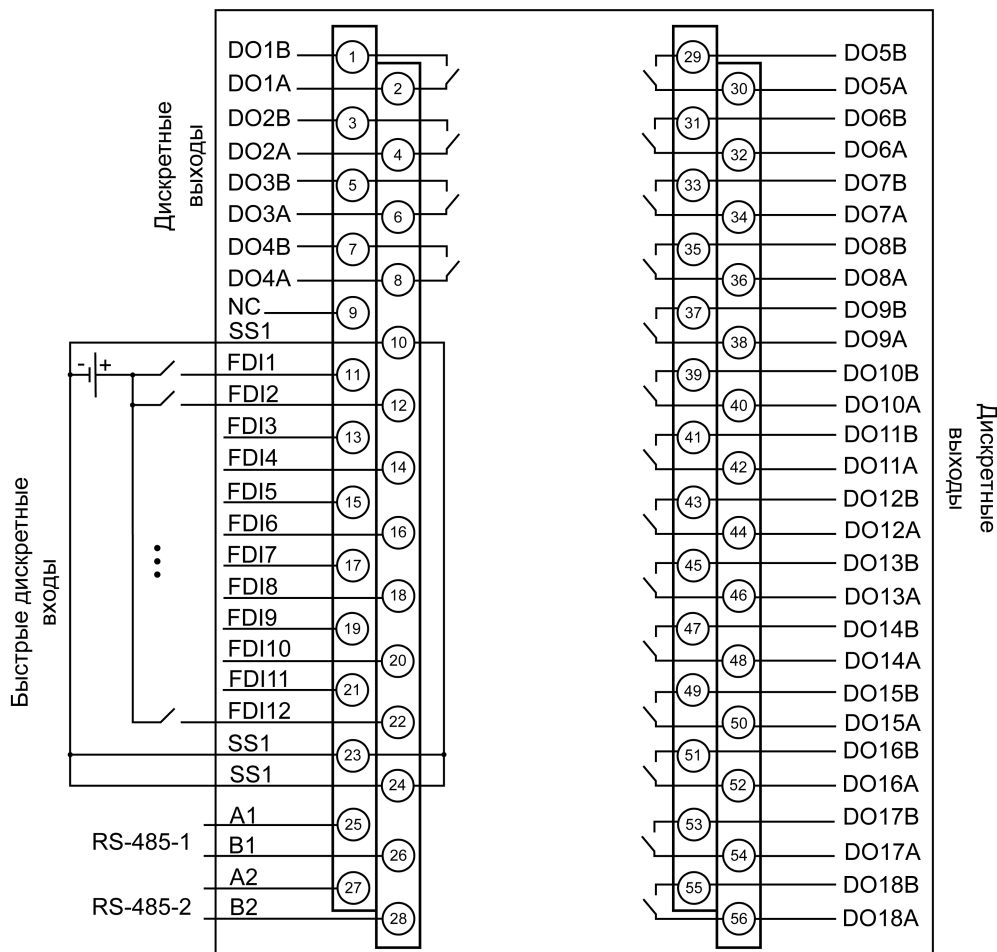 DO1B 1
DO1A 2
DO2B 3
DO2A 4
DO3B 5
DO3A 6
DO4B 7
DO4A 8
NC 9
SS1 10
- +
FDI1 11
FDI2 12
FDI3 13
FDI4 14
FDI5 15
FDI6 16
FDI7 17
FDI8 18
FDI9 19
FDI10 20
FDI11 21
FDI12 22
SS1 23
SS1 24
A1 25
B1 26
A2 27
B2 28
Дискретные
выходы
Быстрые дискретные
входы
RS-485-1
RS-485-2
29 DO5B
30 DO5A
31 DO6B
32 DO6A
33 DO7B
34 DO7A
35 DO8B
36 DO8A
37 DO9B
38 DO9A
39 DO10B
40 DO10A
41 DO11B
42 DO11A
43 DO12B
44 DO12A
45 DO13B
46 DO13A
47 DO14B
48 DO14A
49 DO15B
50 DO15A
51 DO16B
52 DO16A
53 DO17B
54 DO17A
55 DO18B
56 DO18A
Дискретные
выходы